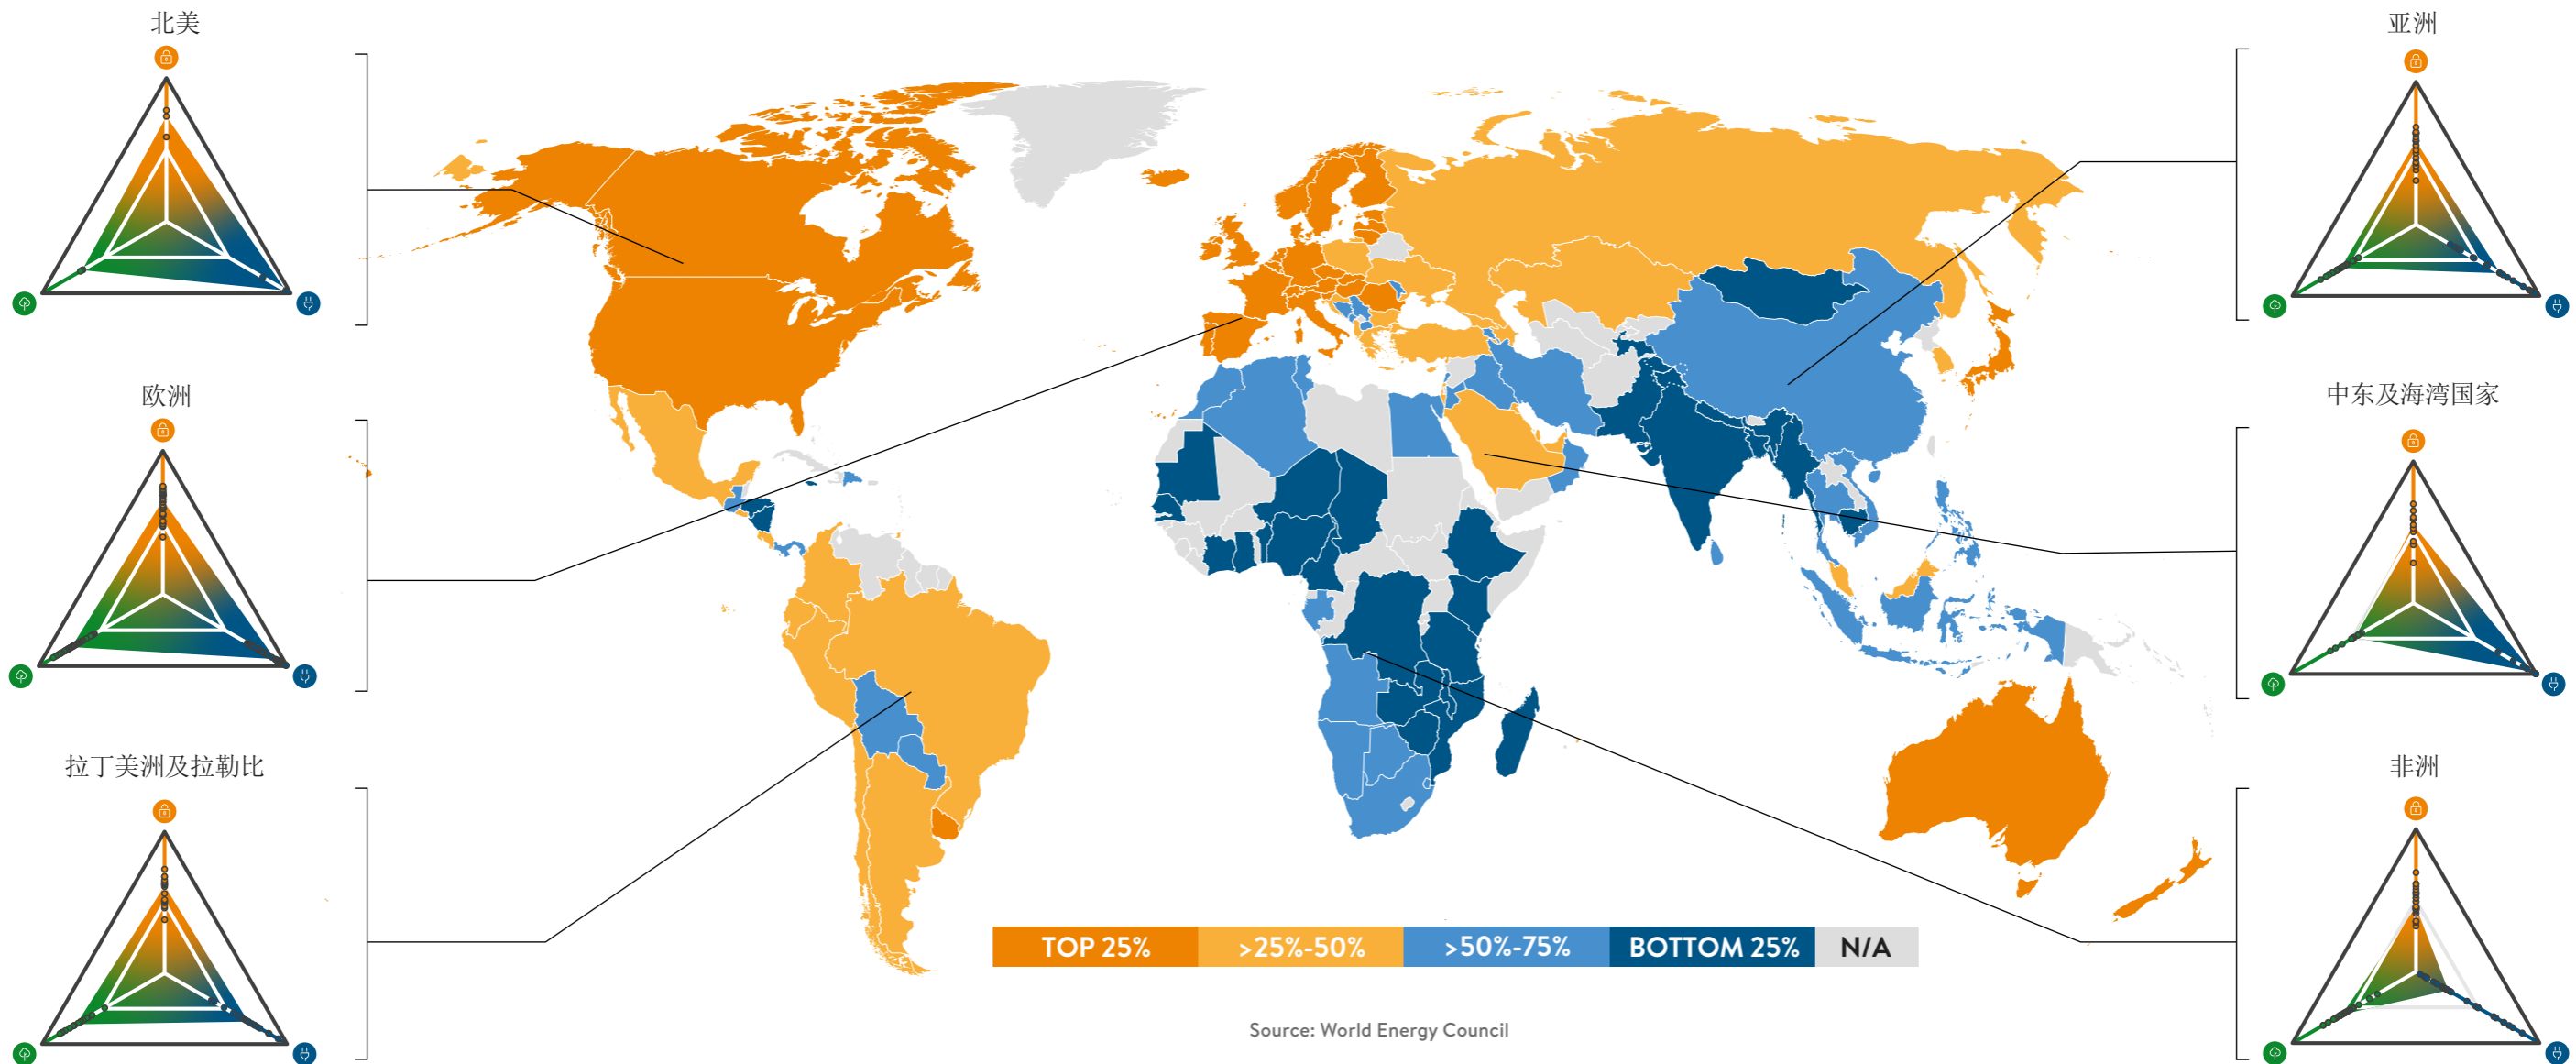 北美
亚洲
欧洲
中东及海湾国家
拉丁美洲及拉勒比
非洲
TOP 25%
>25%-50%
>50%-75%
BOTTOM 25%
N/A
Source: World Energy Council